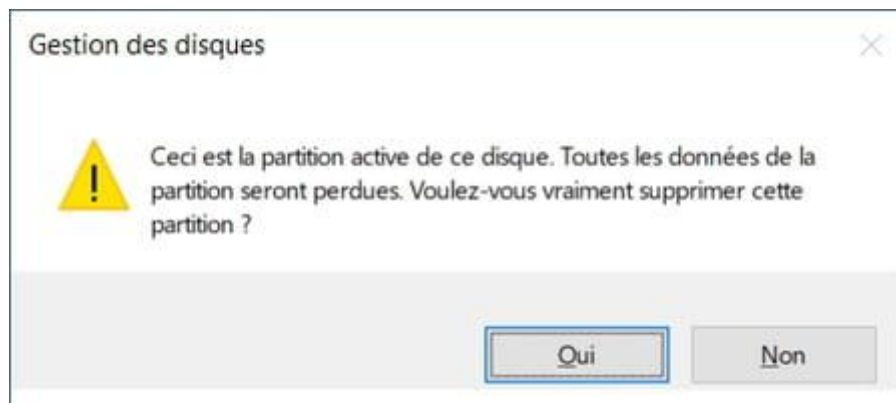 Gestion des disques
Ceci est la partition active de ce disque. Toutes les données de la
partition seront perdues. Voulez-vous vraiment supprimer cette
partition ?
Oui
Non